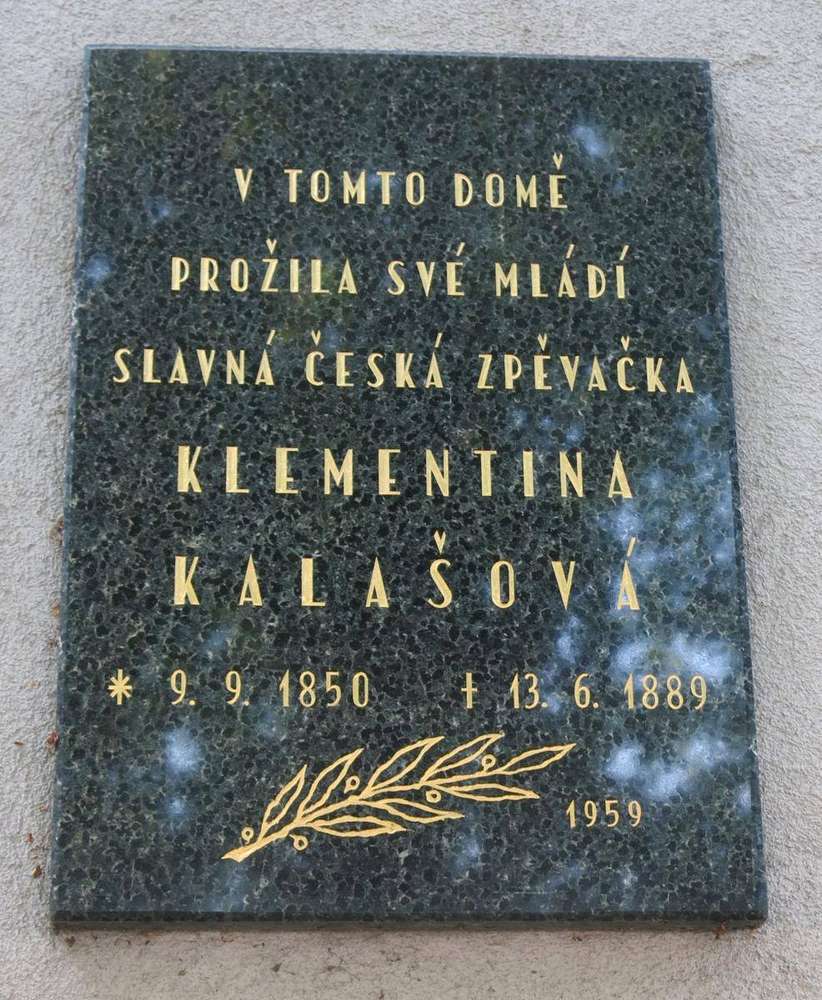 V TOMTO DOMĚ
PROŽILA SVÉ MLÁDÍ
SLAVNÁ ČESKÁ ZPĚVAČKA
KLEMENTINA
KALAŠOVÁ
* 9. 9. 1850 † 13. 6. 1889
1959